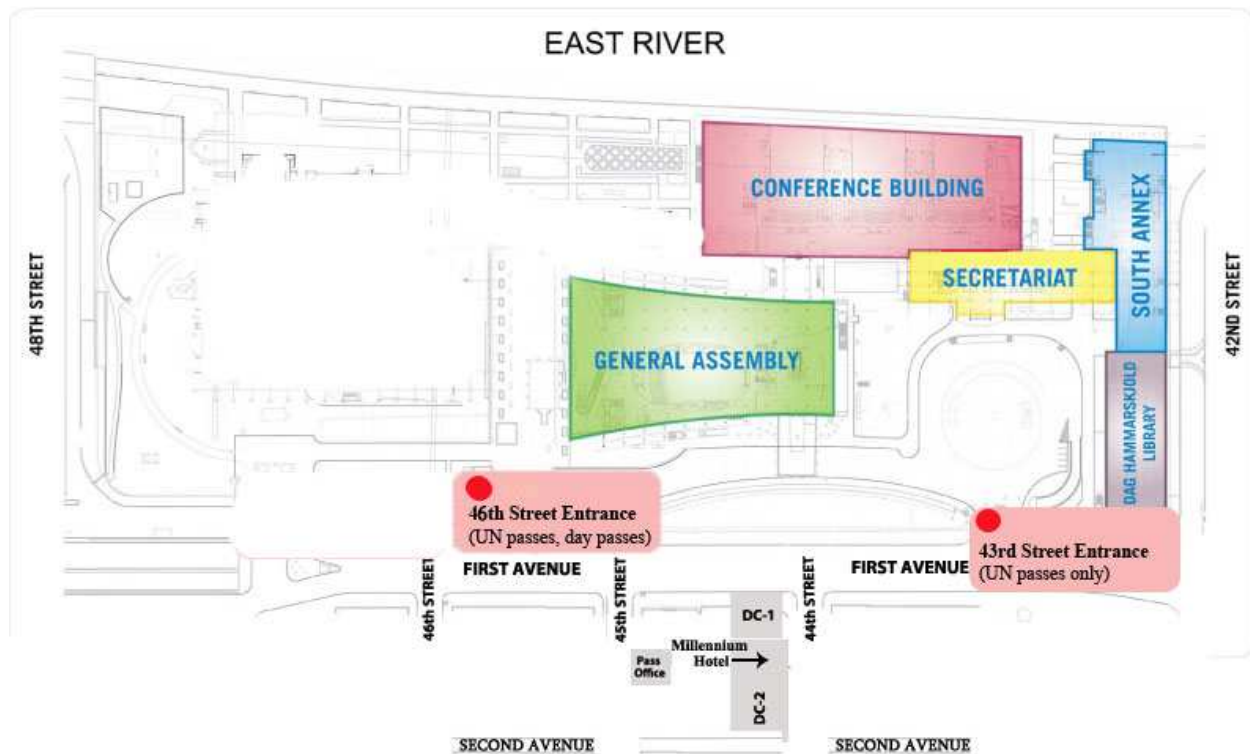 EAST RIVER
CONFERENCE BUILDING
SECRETARIAT
SOUTH ANNEX
48TH STREET
42ND STREET
GENERAL ASSEMBLY
DAG HAMMARSKJOLD
LIBRARY
46th Street Entrance
(UN passes, day passes)
43rd Street Entrance
(UN passes only)
FIRST AVENUE
FIRST AVENUE
46th STREET
45th STREET
44th STREET
DC-1
Millennium
Hotel
Pass
Office
DC-2
SECOND AVENUE
SECOND AVENUE